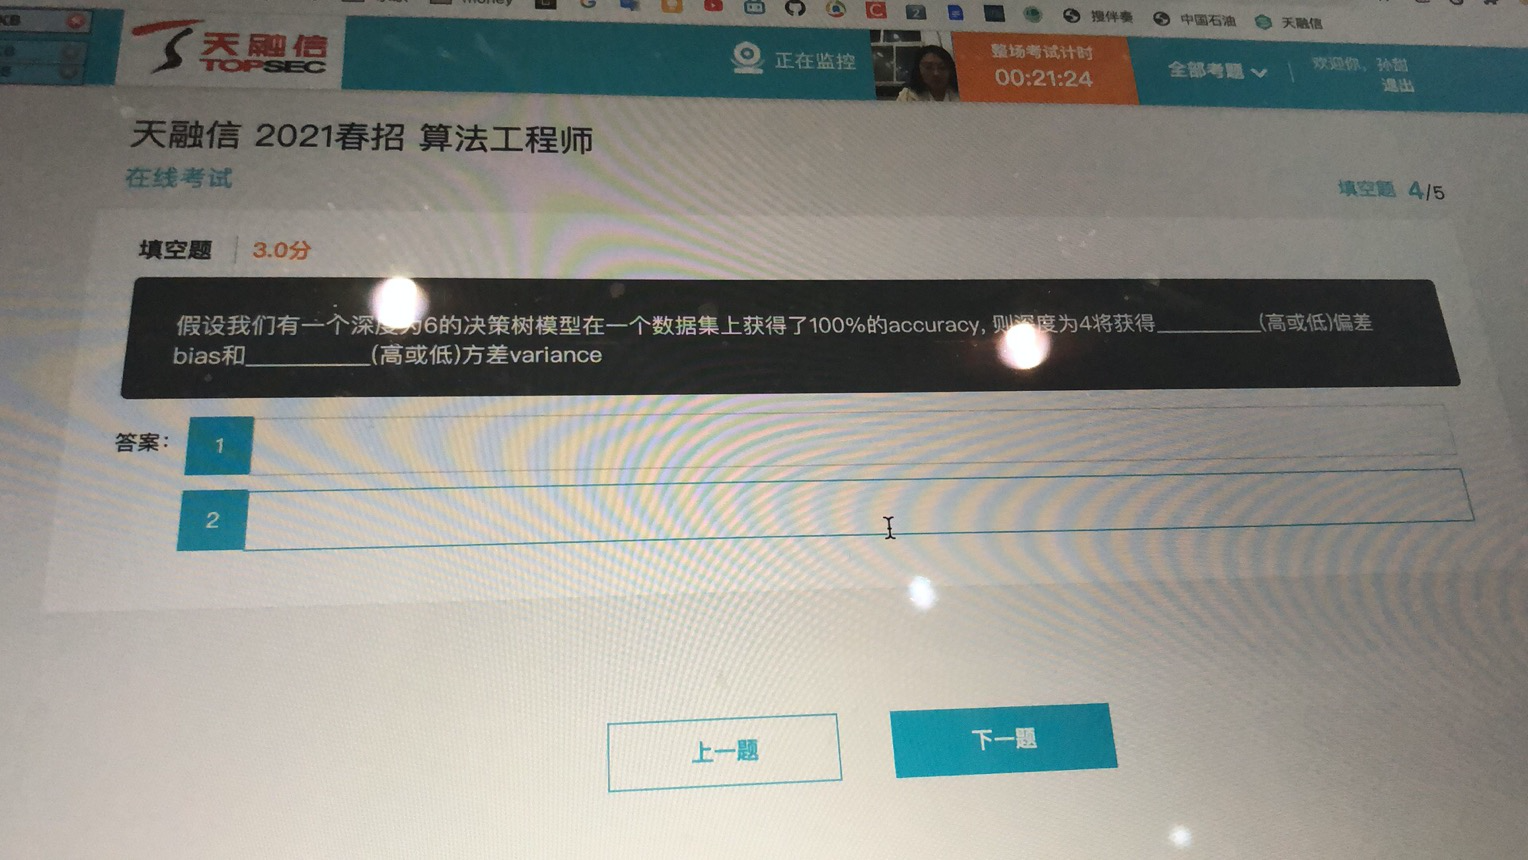 money
搜伴奏
中国石油
天融信
天融信
TOPSEC
正在监控
整场考试计时
00:21:24
全部考题
欢迎你，孙甜
退出
天融信 2021春招 算法工程师
在线考试
填空题 4/5
填空题 3.0分
假设我们有一个深度为6的决策树模型在一个数据集上获得了100%的accuracy, 则深度为4将获得__________(高或低)偏差
bias和____________(高或低)方差variance
答案：
1
2
上一题
下一题